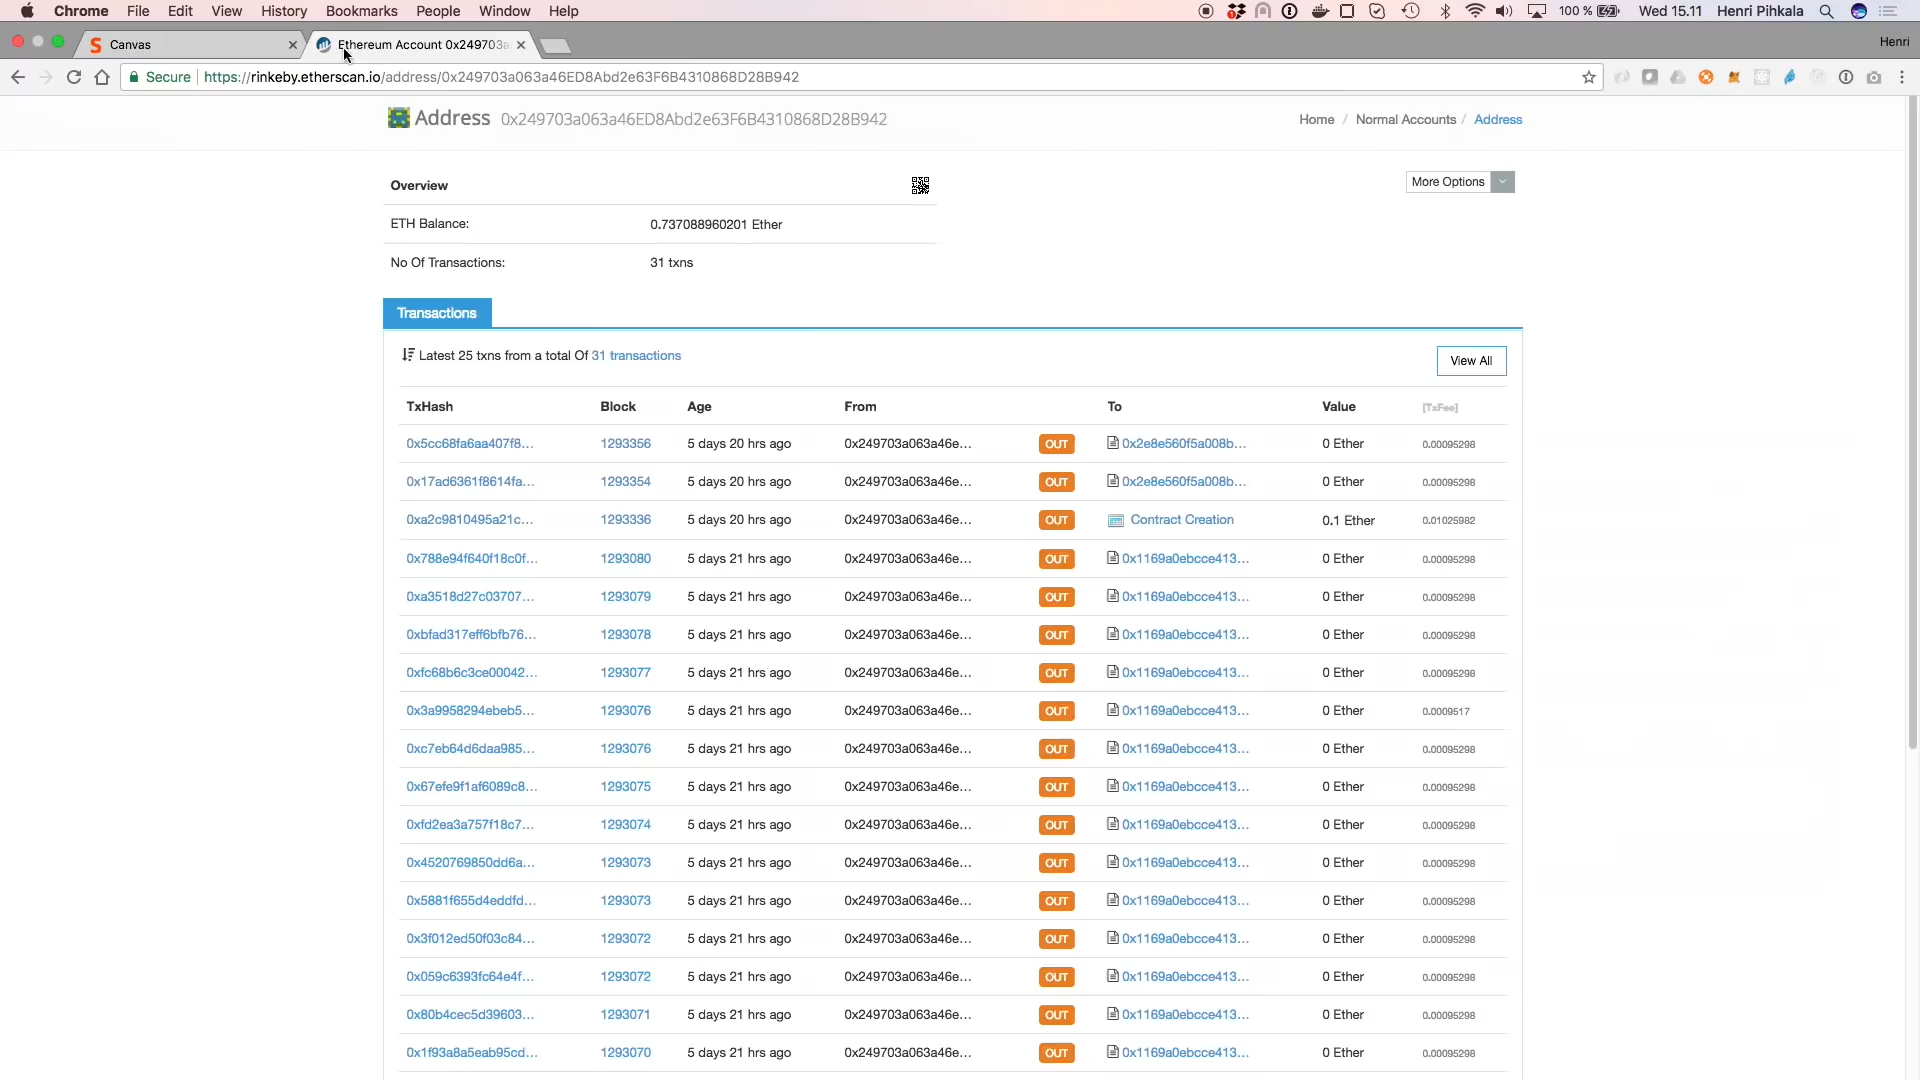 Chrome File Edit View History Bookmarks People Window Help 100 % Wed 15.11 Henri Pihkala
Canvas Ethereum Account 0x249703a Henri
Secure https://rinkeby.etherscan.io/address/0x249703a063a46ED8Abd2e63F6B4310868D28B942
Address 0x249703a063a46ED8Abd2e63F6B4310868D28B942 Home / Normal Accounts / Address
Overview More Options
ETH Balance: 0.737088960201 Ether
No Of Transactions: 31 txns
Transactions
Latest 25 txns from a total Of 31 transactions View All
TxHash Block Age From To Value [TxFee]
0x5cc68fa6aa407f8... 1293356 5 days 20 hrs ago 0x249703a063a46e... OUT 0x2e8e560f5a008b... 0 Ether 0.00095298
0x17ad6361f8614fa... 1293354 5 days 20 hrs ago 0x249703a063a46e... OUT 0x2e8e560f5a008b... 0 Ether 0.00095298
0xa2c9810495a21c... 1293336 5 days 20 hrs ago 0x249703a063a46e... OUT Contract Creation 0.1 Ether 0.01025982
0x788e94f640f18c0f... 1293080 5 days 21 hrs ago 0x249703a063a46e... OUT 0x1169a0ebcce413... 0 Ether 0.00095298
0xa3518d27c03707... 1293079 5 days 21 hrs ago 0x249703a063a46e... OUT 0x1169a0ebcce413... 0 Ether 0.00095298
0xbfad317eff6bfb76... 1293078 5 days 21 hrs ago 0x249703a063a46e... OUT 0x1169a0ebcce413... 0 Ether 0.00095298
0xfc68b6c3ce00042... 1293077 5 days 21 hrs ago 0x249703a063a46e... OUT 0x1169a0ebcce413... 0 Ether 0.00095298
0x3a9958294ebeb5... 1293076 5 days 21 hrs ago 0x249703a063a46e... OUT 0x1169a0ebcce413... 0 Ether 0.0009517
0xc7eb64d6daa985... 1293076 5 days 21 hrs ago 0x249703a063a46e... OUT 0x1169a0ebcce413... 0 Ether 0.00095298
0x67efe9f1af6089c8... 1293075 5 days 21 hrs ago 0x249703a063a46e... OUT 0x1169a0ebcce413... 0 Ether 0.00095298
0xfd2ea3a757f18c7... 1293074 5 days 21 hrs ago 0x249703a063a46e... OUT 0x1169a0ebcce413... 0 Ether 0.00095298
0x4520769850dd6a... 1293073 5 days 21 hrs ago 0x249703a063a46e... OUT 0x1169a0ebcce413... 0 Ether 0.00095298
0x5881f655d4eddfd... 1293073 5 days 21 hrs ago 0x249703a063a46e... OUT 0x1169a0ebcce413... 0 Ether 0.00095298
0x3f012ed50f03c84... 1293072 5 days 21 hrs ago 0x249703a063a46e... OUT 0x1169a0ebcce413... 0 Ether 0.00095298
0x059c6393fc64e4f... 1293072 5 days 21 hrs ago 0x249703a063a46e... OUT 0x1169a0ebcce413... 0 Ether 0.00095298
0x80b4cec5d39603... 1293071 5 days 21 hrs ago 0x249703a063a46e... OUT 0x1169a0ebcce413... 0 Ether 0.00095298
0x1f93a8a5eab95cd... 1293070 5 days 21 hrs ago 0x249703a063a46e... OUT 0x1169a0ebcce413... 0 Ether 0.00095298